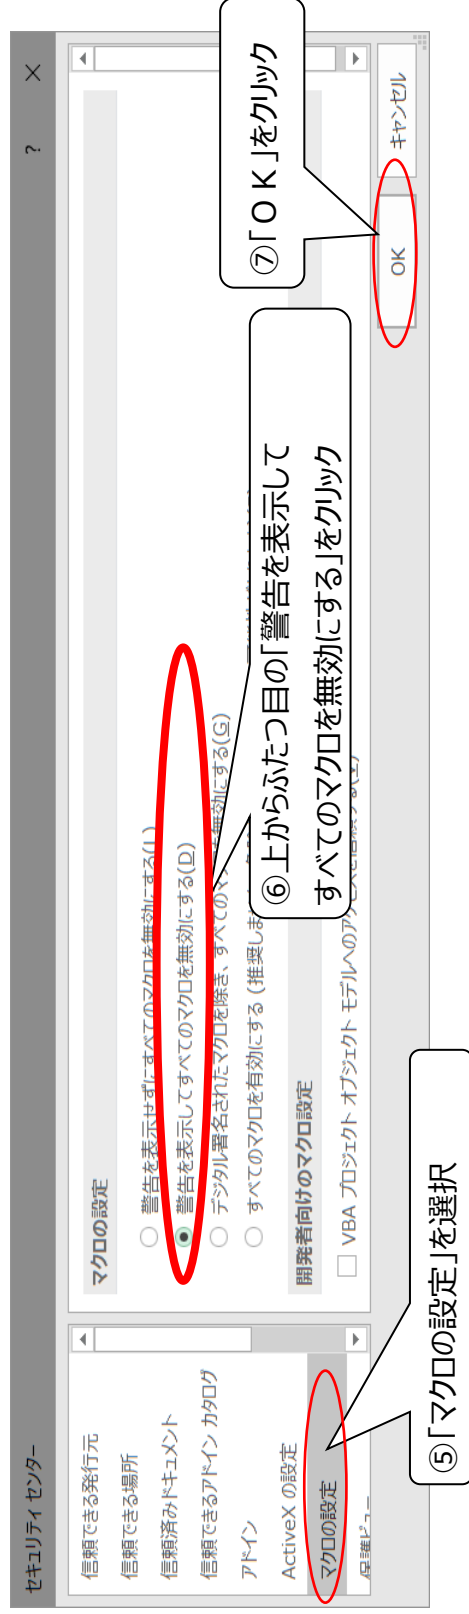 セキュリティ センター
?
×
信頼できる発行元
信頼できる場所
信頼済みドキュメント
信頼できるアドイン カタログ
アドイン
ActiveX の設定
マクロの設定
保護ビュー
マクロの設定
警告を表示せずにすべてのマクロを無効にする(L)
警告を表示してすべてのマクロを無効にする(D)
デジタル署名されたマクロを除き、すべてのマクロを無効にする(G)
すべてのマクロを有効にする (推奨しま
開発者向けのマクロ設定
VBA プロジェクト オブジェクト モデルへのアクセスを信頼する(V)
OK
キャンセル
⑤「マクロの設定」を選択
⑥上からふたつ目の「警告を表示して
すべてのマクロを無効にする」をクリック
⑦「OK」をクリック